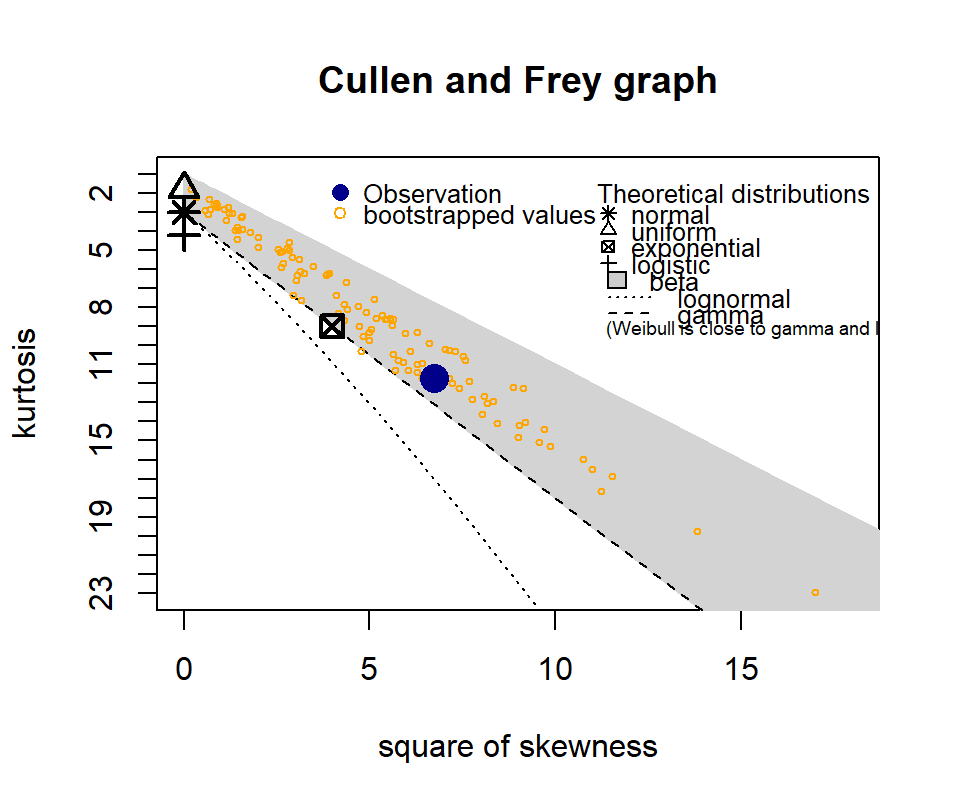 Cullen and Frey graph
Observation
bootstrapped values
Theoretical distributions
normal
uniform
exponential
logistic
beta
lognormal
gamma
(Weibull is close to gamma and l
kurtosis
2
5
8
11
15
19
23
0 5 10 15
square of skewness